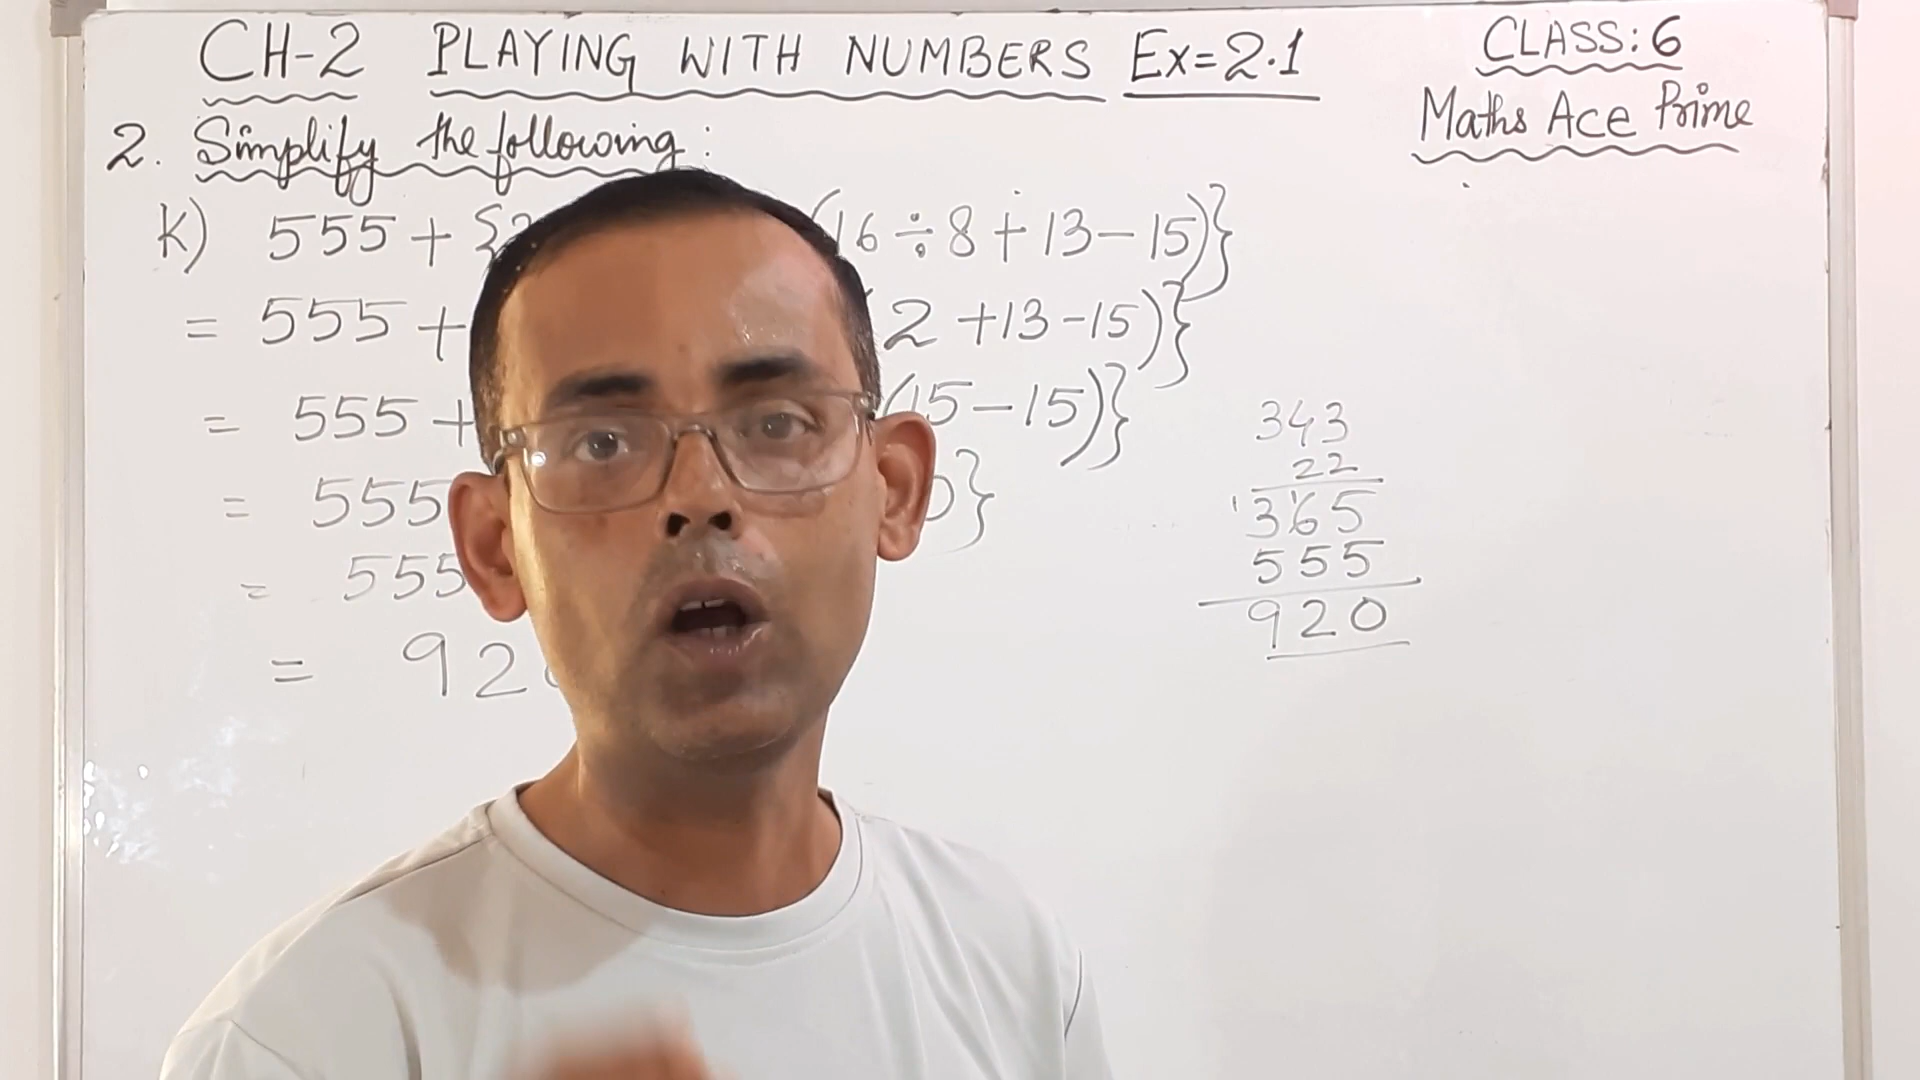 CH-2 PLAYING WITH NUMBERS Ex=2.1
CLASS:6
Maths Ace Prime
2. Simplify the following:
K) 555 + { (16 ÷ 8 + 13 - 15)}
= 555 + 2 + 13 - 15)}
= 555 + (15 - 15)}
= 555 }
= 555
= 92
343
22
365
555
920